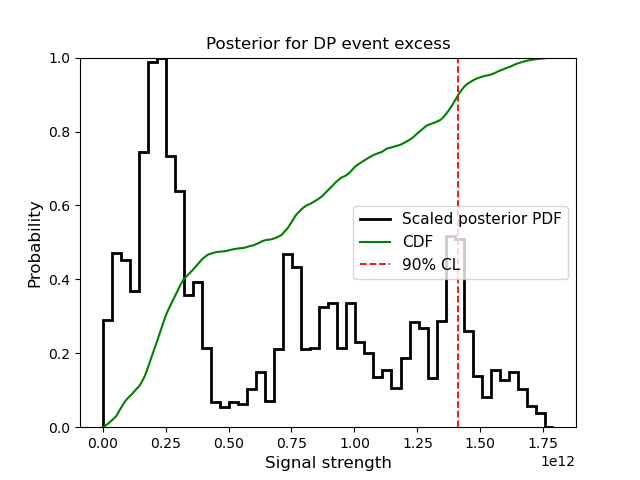 Posterior for DP event excess
Probability
1.0
0.8
0.6
0.4
0.2
0.0
Scaled posterior PDF
CDF
90% CL
0.00 0.25 0.50 0.75 1.00 1.25 1.50 1.75
1e12
Signal strength